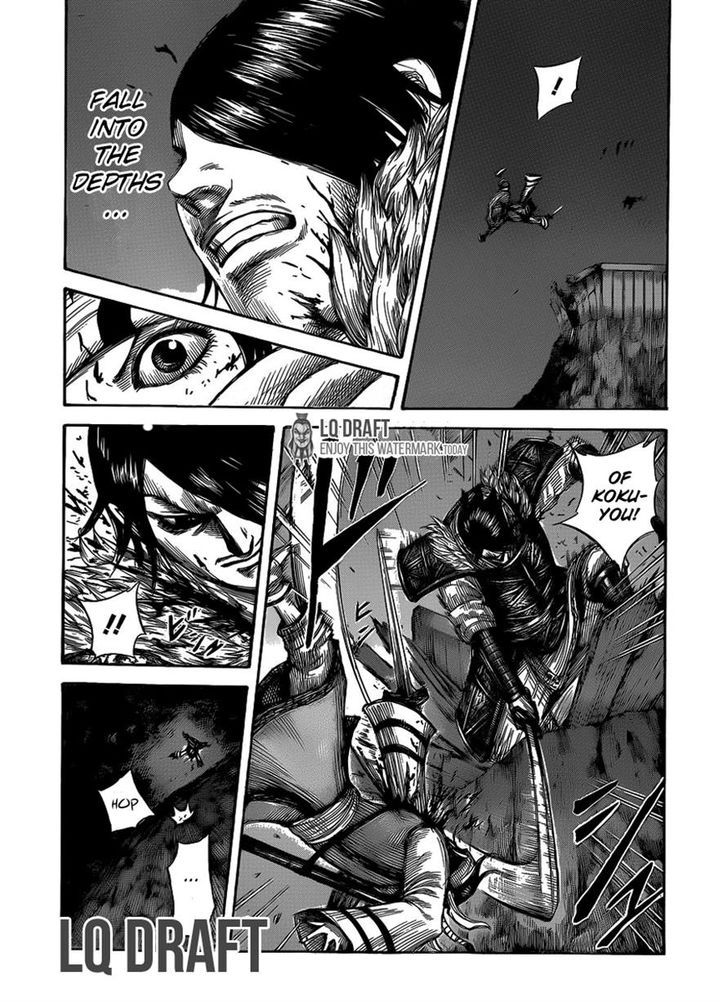 !
FALL
INTO
THE
DEPTHS
...
LQ DRAFT
ENJOY THIS WATERMARK.TODAY
OF
KOKU-
YOU!
!!
HOP
...
LQ DRAFT